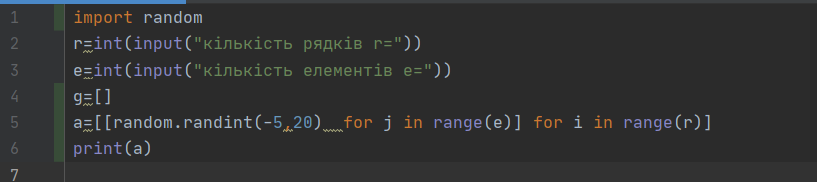 1 import random
2 r=int(input("кількість рядків r="))
3 e=int(input("кількість елементів e="))
4 g=[]
5 a=[[random.randint(-5,20)  for j in range(e)] for i in range(r)]
6 print(a)
7